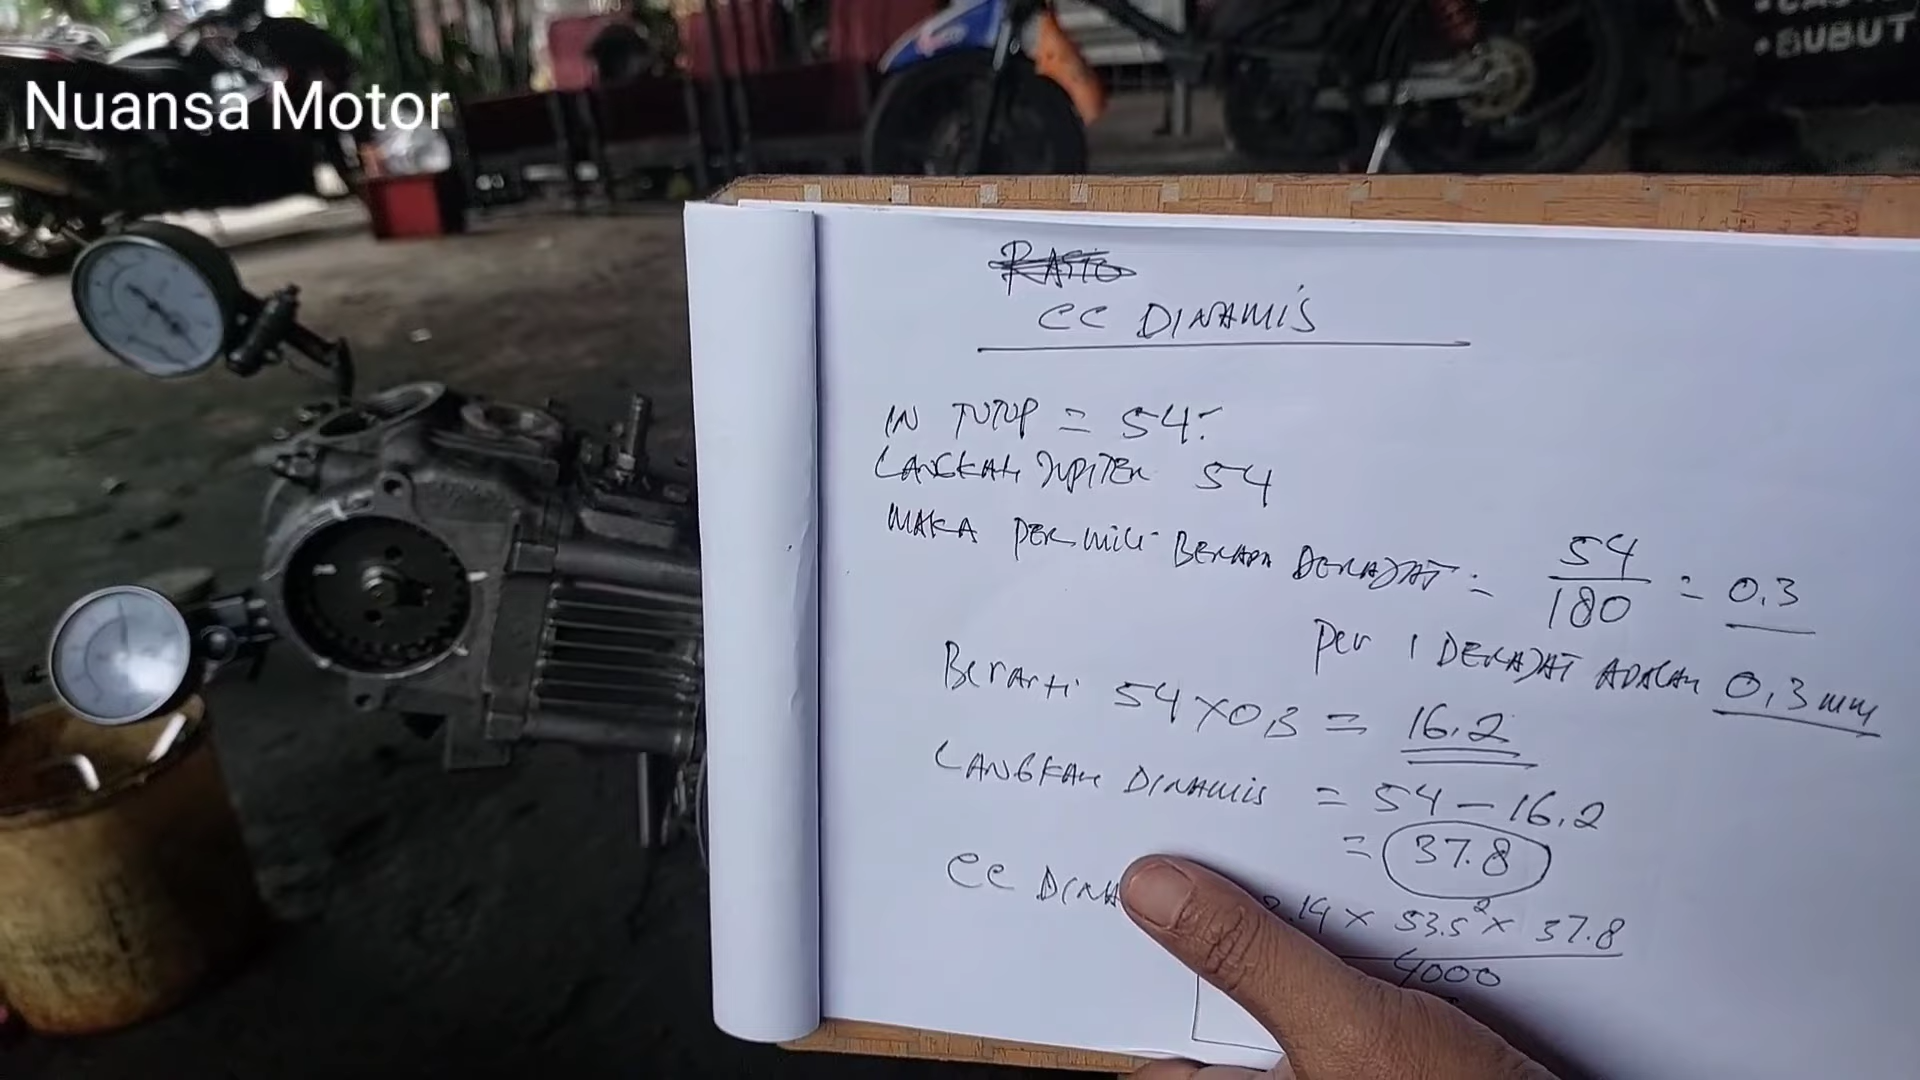 Nuansa Motor
BUBUT
RATIO
CC DINAMIS
IN TUTUP = 54°
LANGKAH JUPITER 54
MAKA PER mili BERAPA DERAJAT = 54/180 = 0.3
Per 1 DERAJAT ADALAH 0,3 mm
Berarti 54 x 0.3 = 16.2
LANGKAH DINAMIS = 54 - 16.2
= 37.8
CC DINA
.14 x 53.5² x 37.8
4000